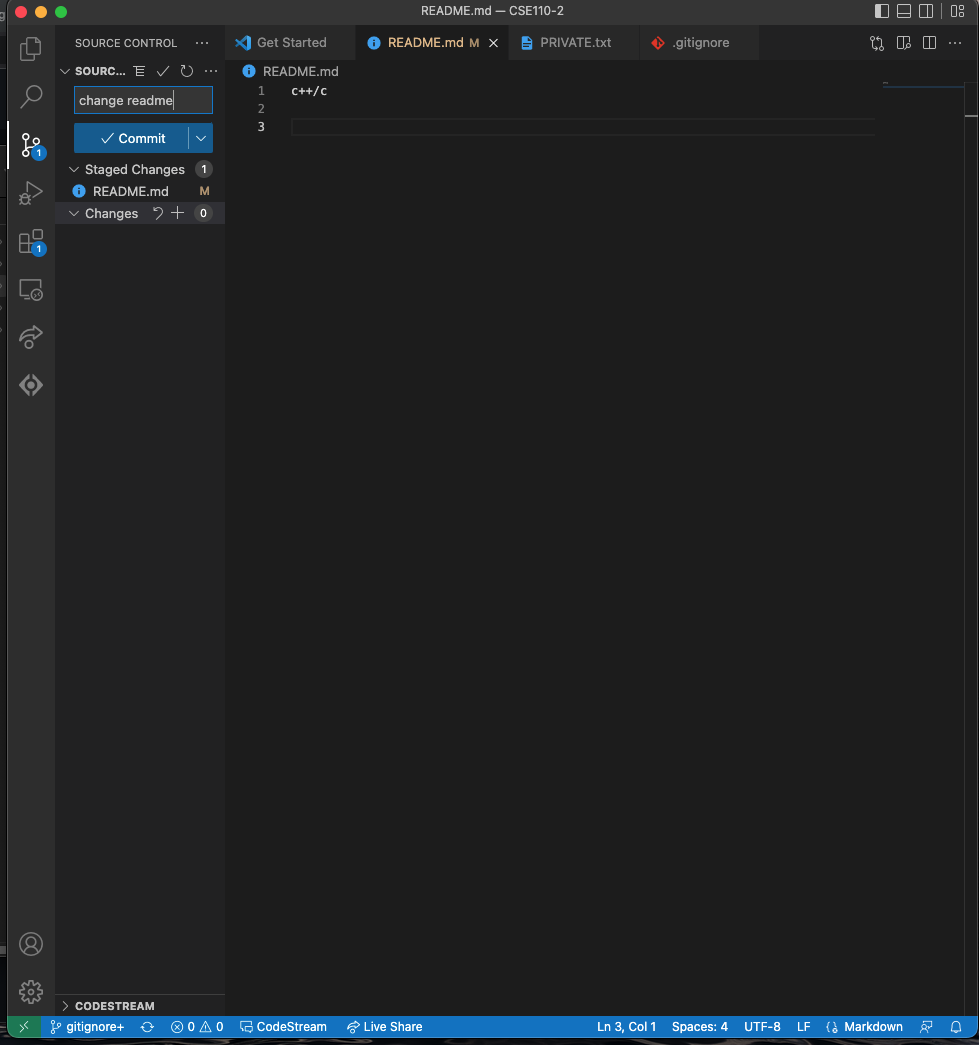 README.md — CSE110-2
SOURCE CONTROL
Get Started
README.md M
PRIVATE.txt
.gitignore
SOURC...
README.md
change readme
1 c++/c
2
3
Commit
Staged Changes 1
README.md M
Changes 0
1
1
CODESTREAM
gitignore+ 0 0 CodeStream Live Share Ln 3, Col 1 Spaces: 4 UTF-8 LF Markdown